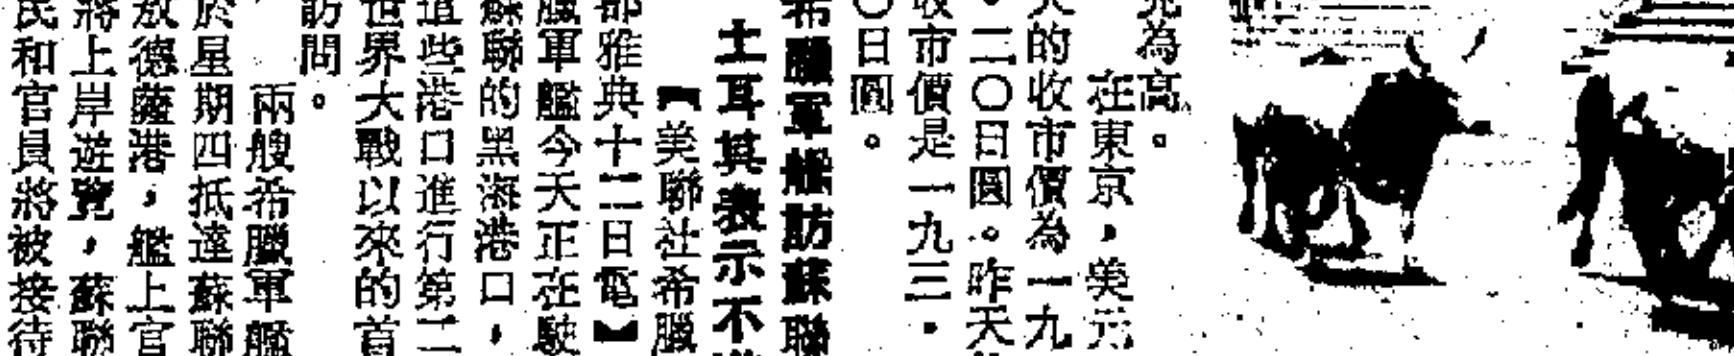 為高。
在東京，美元
的收市價為一九
。二〇日圓。昨天
收市價是一九三．
〇日圓。
希臘軍艦訪蘇聯
土耳其表示不
【美聯社希臘
都雅典十二日電】
臘軍艦今天正在駛
蘇聯的黑海港口，
這些港口進行第二
世界大戰以來的首
訪問。
兩艘希臘軍艦
於星期四抵達蘇聯
敖德薩港，艦上官
將上岸遊覽，蘇聯
民和官員將被接待